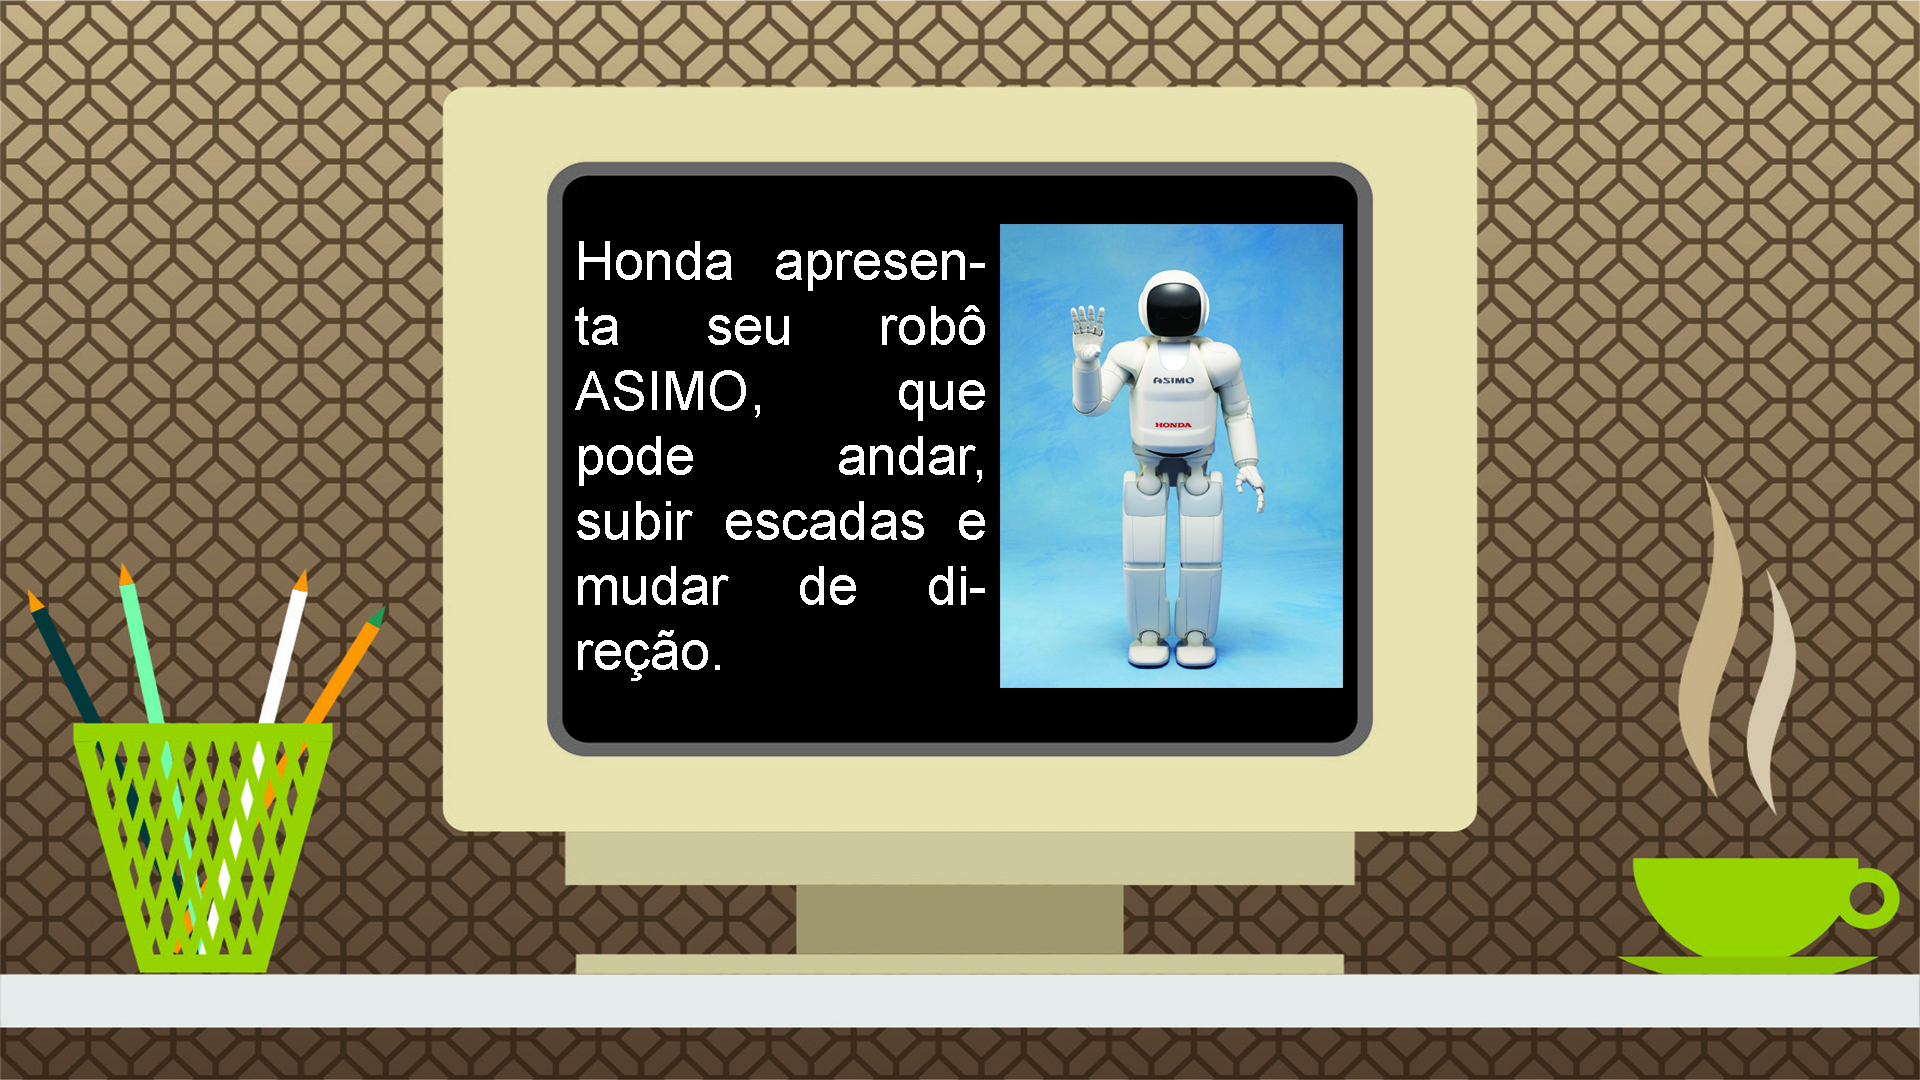 Honda apresen-
ta seu robô
ASIMO, que
pode andar,
subir escadas e
mudar de di-
reção.
ASIMO
HONDA